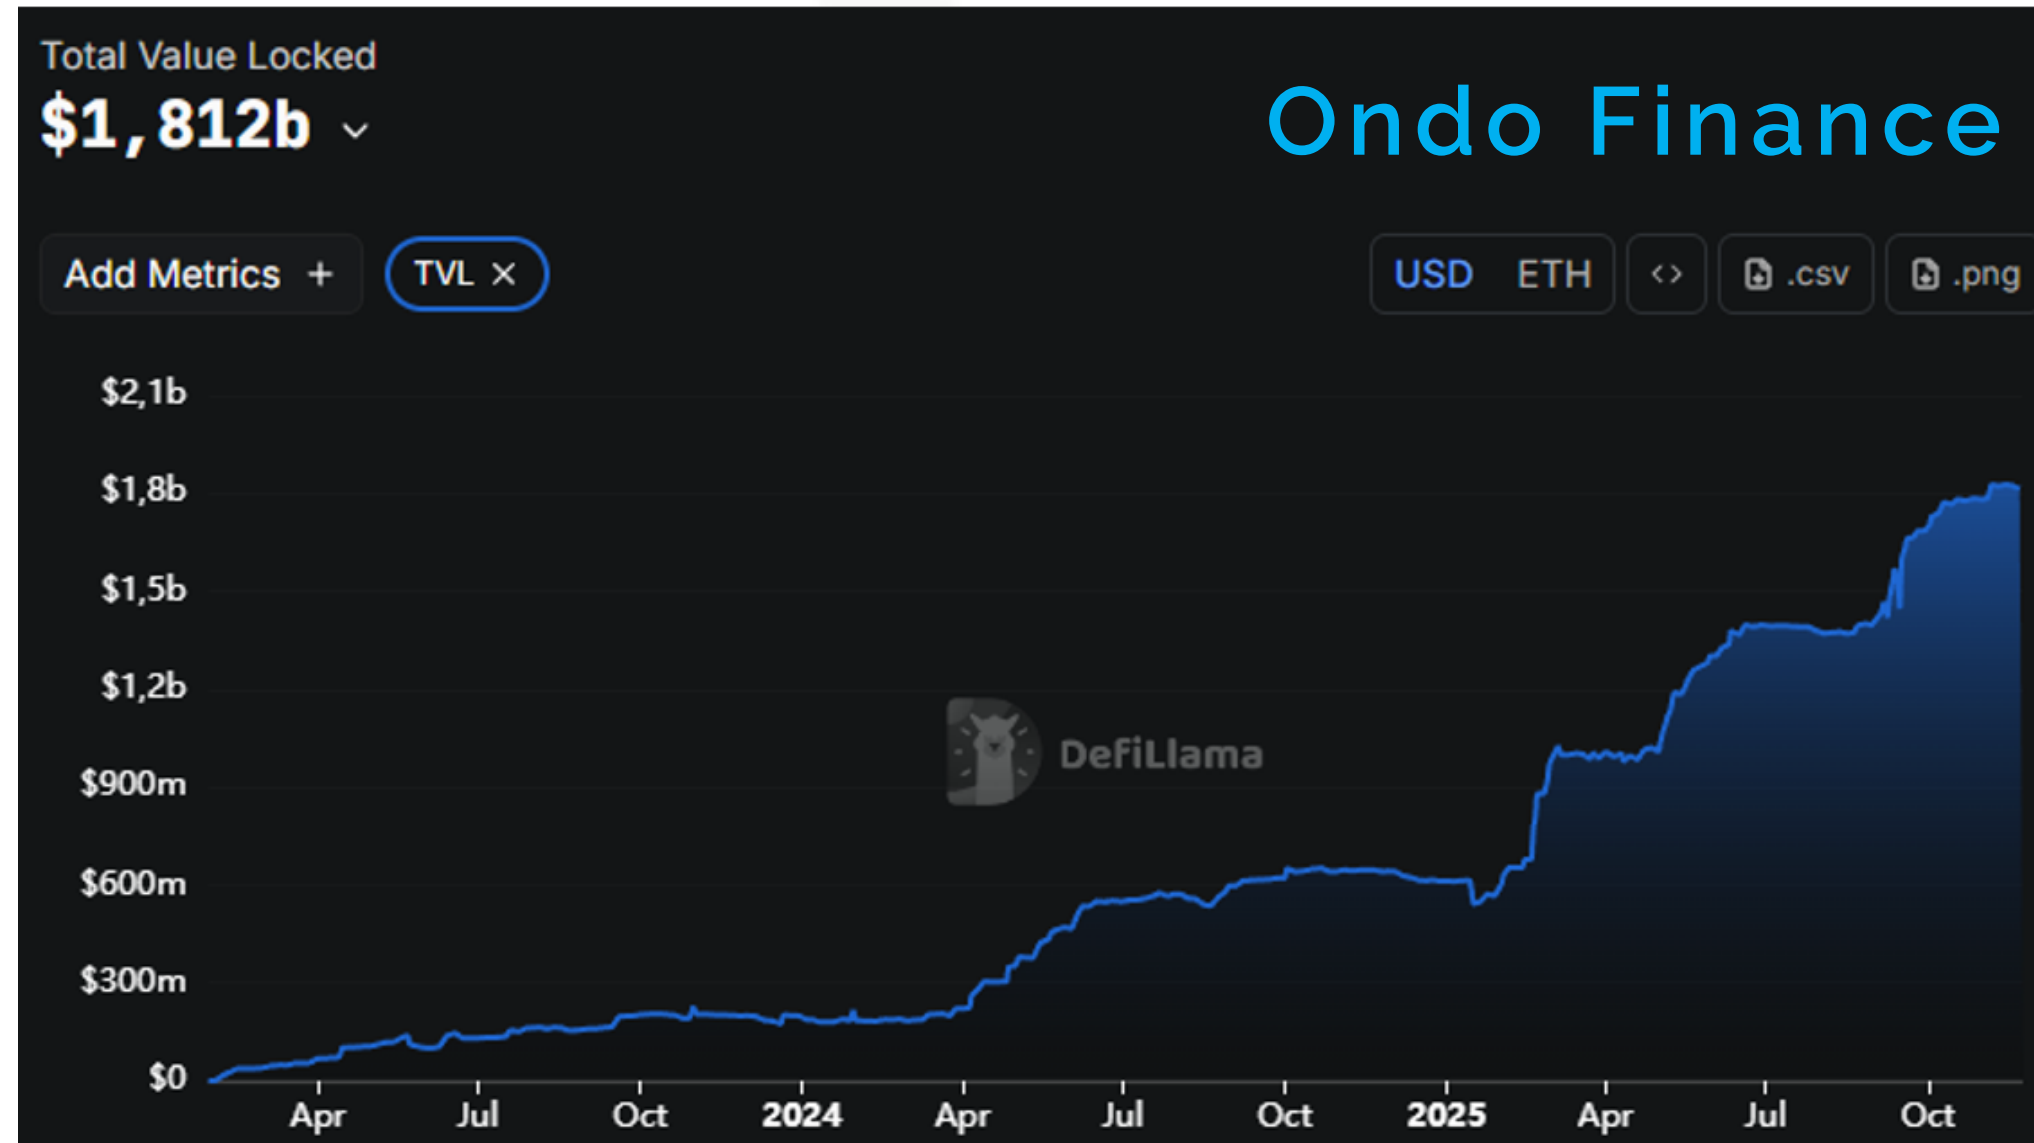 Total Value Locked
$1,812b
Ondo Finance
Add Metrics +
TVL ×
USD ETH <> .csv .png
$2,1b
$1,8b
$1,5b
$1,2b
$900m
$600m
$300m
$0
DefiLlama
Apr Jul Oct 2024 Apr Jul Oct 2025 Apr Jul Oct